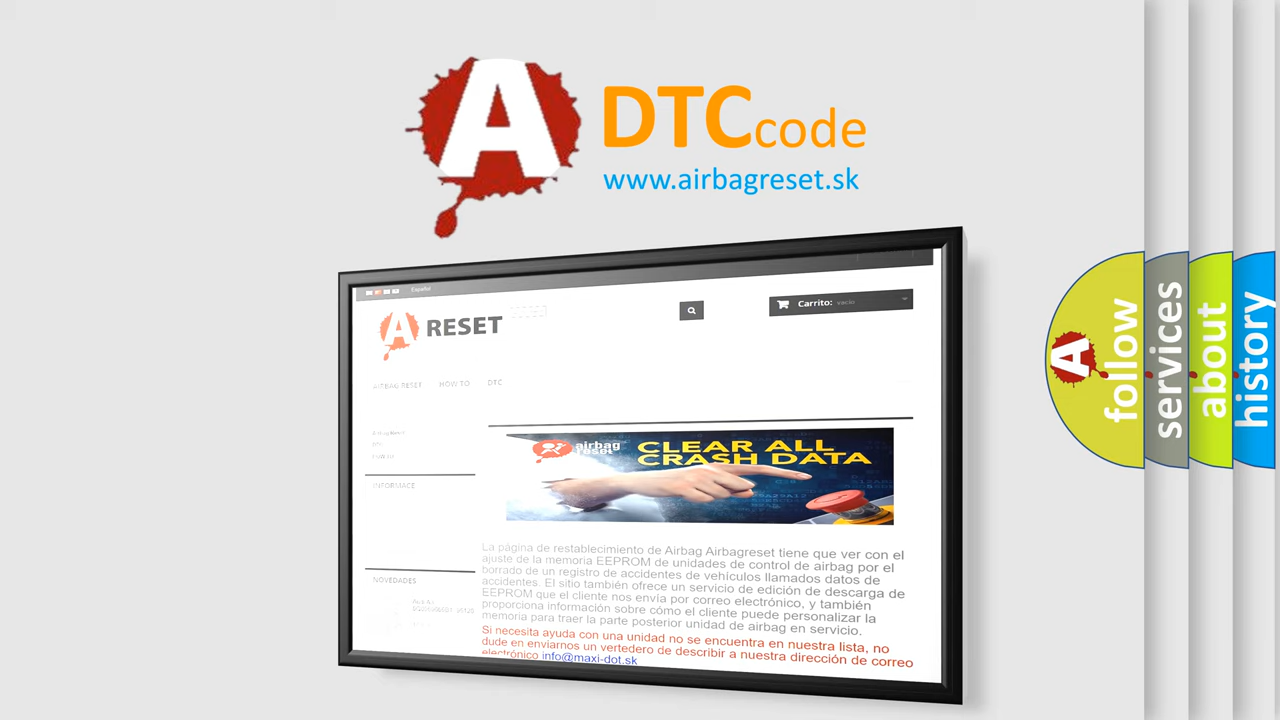 A DTC code
www.airbagreset.sk
Español
A RESET
Carrito: vacío
AIRBAG RESET HOW TO DTC
INFORMACE
NOVEDADES
airbag
reset
CLEAR ALL
CRASH DATA
La página de restablecimiento de Airbag Airbagreset tiene que ver con el
ajuste de la memoria EEPROM de unidades de control de airbag por el
borrado de un registro de accidentes de vehículos llamados datos de
accidentes. El sitio también ofrece un servicio de edición de descarga de
EEPROM que el cliente nos envía por correo electrónico, y también
proporciona información sobre cómo el cliente puede personalizar la
memoria para traer la parte posterior unidad de airbag en servicio.
Si necesita ayuda con una unidad no se encuentra en nuestra lista, no
dude en enviarnos un vertedero de describir a nuestra dirección de correo
electrónico info@maxi-dot.sk
A follow
services
about
history